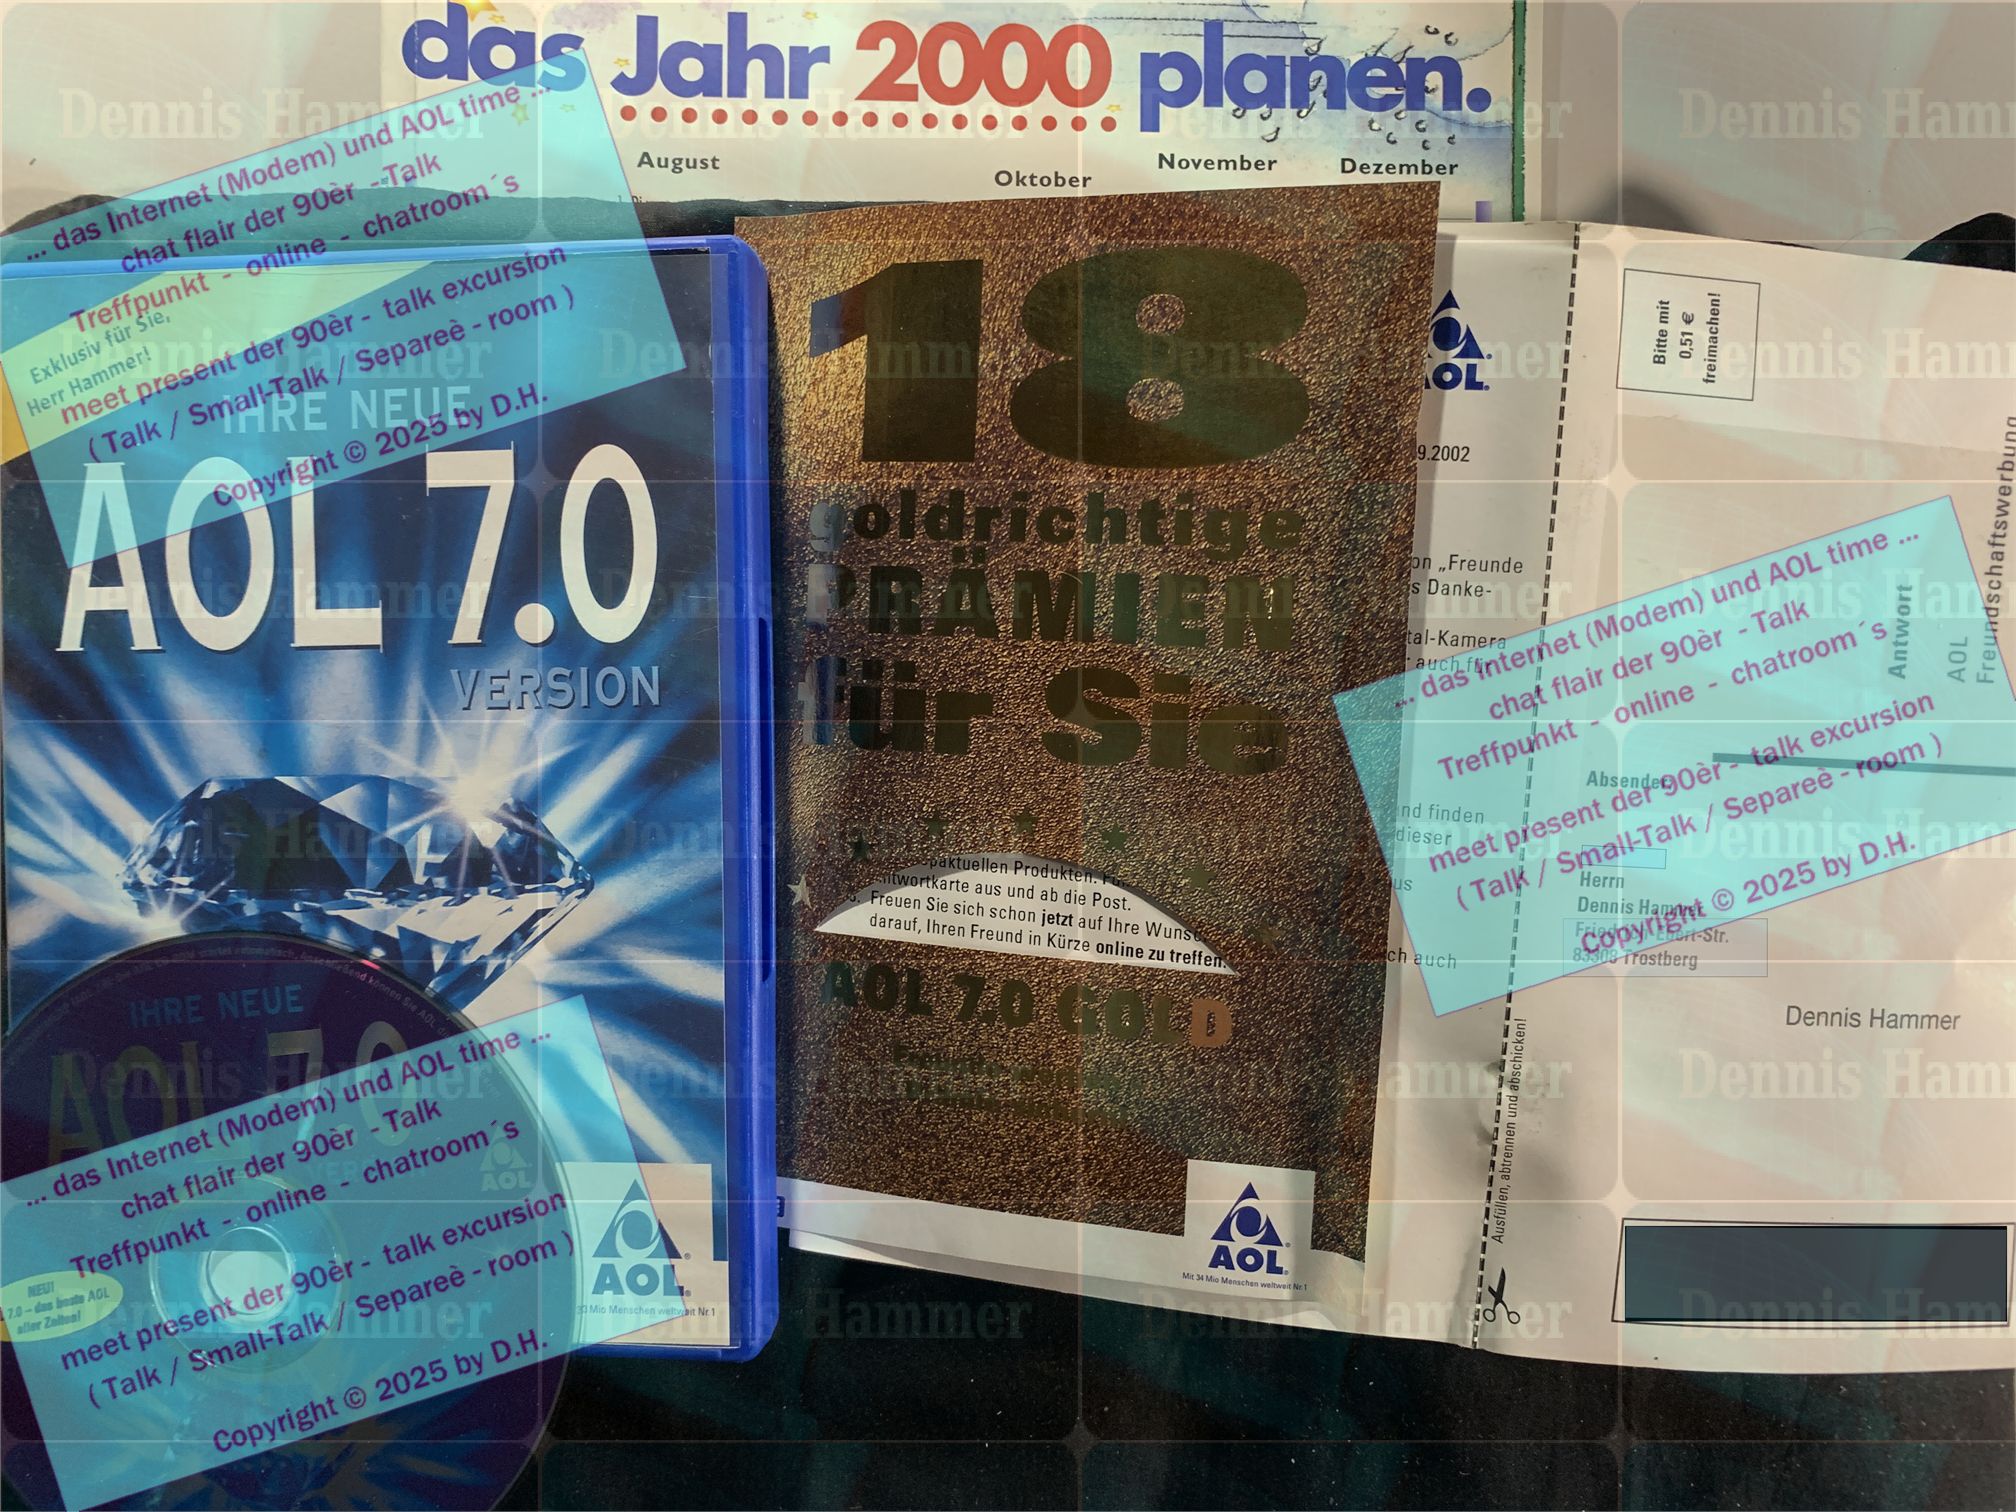 das Jahr 2000 planen.
August
Oktober
November
Dezember
... das Internet (Modem) und AOL time ...
chat flair der 90èr - Talk
Treffpunkt - online - chatroom´s
meet present der 90èr - talk excursion
( Talk / Small-Talk / Separeè - room )
Copyright © 2025 by D.H.
Exklusiv für Sie,
Herr Hammer!
IHRE NEUE
AOL 7.0
VERSION
IHRE NEUE
AOL 7.0
AOL
NEU!
7.0 – das beste AOL
aller Zeiten!
... das Internet (Modem) und AOL time ...
chat flair der 90èr - Talk
Treffpunkt - online - chatroom´s
meet present der 90èr - talk excursion
( Talk / Small-Talk / Separeè - room )
Copyright © 2025 by D.H.
AOL
33 Mio Menschen weltweit Nr.1
18
goldrichtige
PRÄMIEN
für Sie
paktuellen Produkten.
ntwortkarte aus und ab die Post.
Freuen Sie sich schon jetzt auf Ihre Wunsc
darauf, Ihren Freund in Kürze online zu treffen.
AOL 7.0 GOLD
AOL
Mit 34 Mio Menschen weltweit Nr.1
AOL
9.2002
on „Freunde
s Danke-
tal-Kamera
auch für
nd finden
dieser
us
ch auch
Ausfüllen, abtrennen und abschicken!
Bitte mit
0,51 €
freimachen!
Antwort
AOL
Freundschaftswerbung
... das Internet (Modem) und AOL time ...
chat flair der 90èr - Talk
Treffpunkt - online - chatroom´s
meet present der 90èr - talk excursion
( Talk / Small-Talk / Separeè - room )
Copyright © 2025 by D.H.
Absender
Herrn
Dennis Hammer
Friedrich-Ebert-Str.
83308 Trostberg
Dennis Hammer
Dennis Hammer